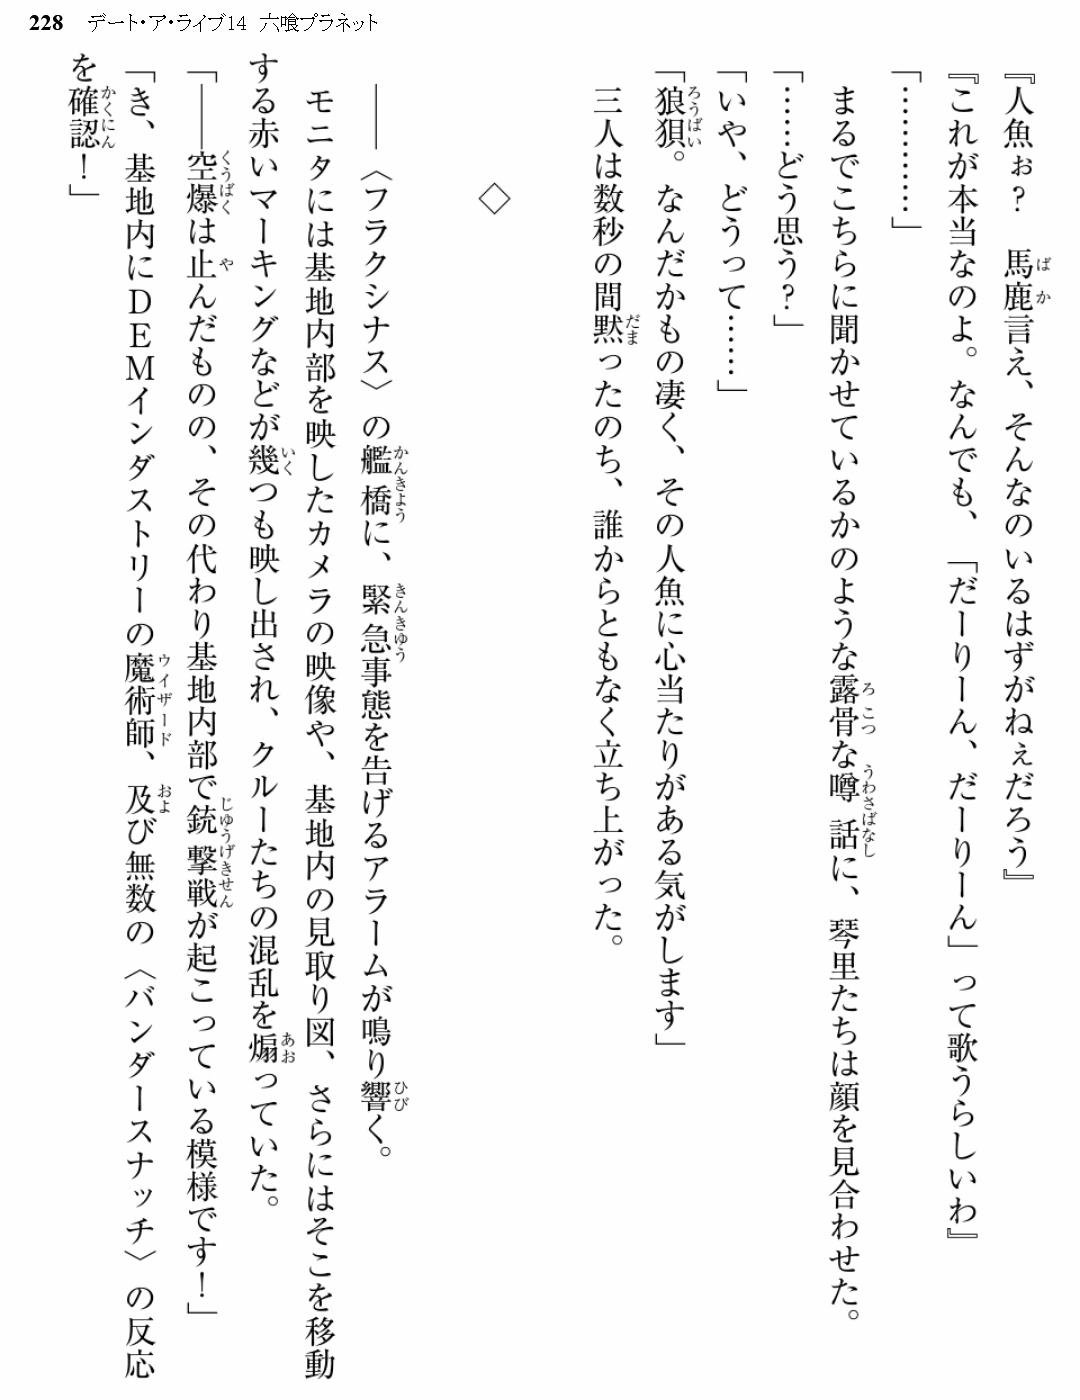 228 デート・ア・ライブ14 六喰プラネット
『人魚ぉ？　馬鹿言え、そんなのいるはずがねぇだろう』
『これが本当なのよ。なんでも、「だーりーん、だーりーん」って歌うらしいわ』
「…………」
　まるでこちらに聞かせているかのような露骨な噂話に、琴里たちは顔を見合わせた。
「……どう思う？」
「いや、どうって……」
「狼狽。なんだかもの凄く、その人魚に心当たりがある気がします」
　三人は数秒の間黙ったのち、誰からともなく立ち上がった。
◇
　――〈フラクシナス〉の艦橋に、緊急事態を告げるアラームが鳴り響く。
　モニタには基地内部を映したカメラの映像や、基地内の見取り図、さらにはそこを移動
する赤いマーキングなどが幾つも映し出され、クルーたちの混乱を煽っていた。
「――空爆は止んだものの、その代わり基地内部で銃撃戦が起こっている模様です！」
「き、基地内にＤＥＭインダストリーの魔術師、及び無数の〈バンダースナッチ〉の反応
を確認！」